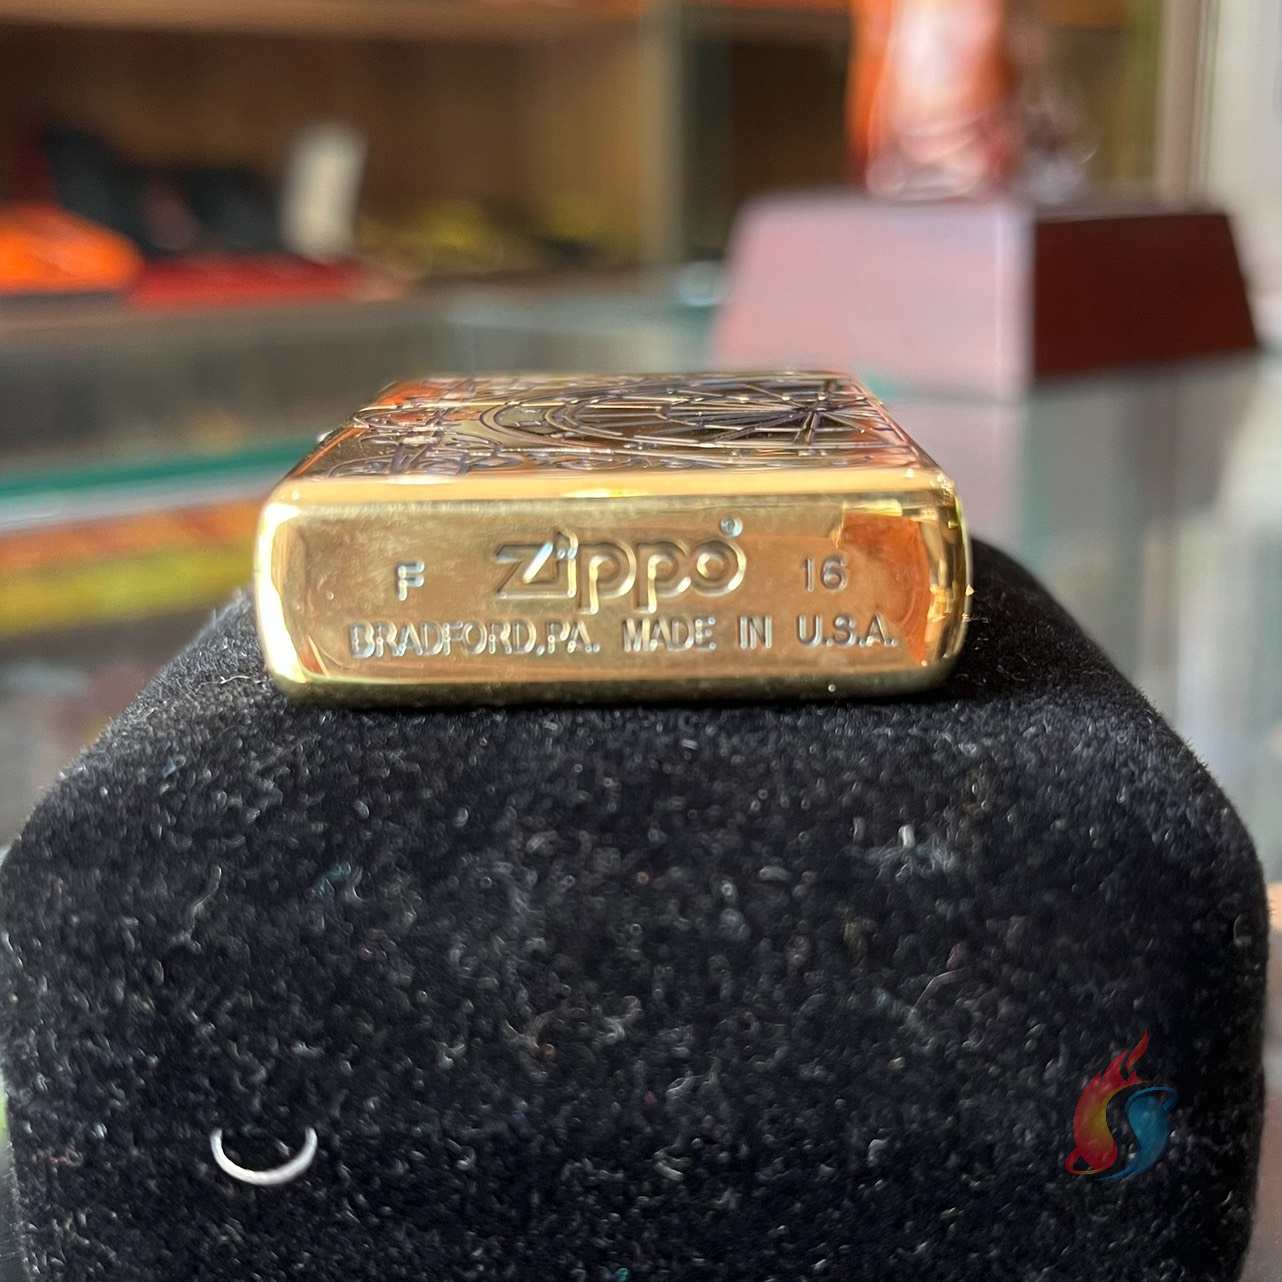 F Zippo® 16
BRADFORD,PA. MADE IN U.S.A.